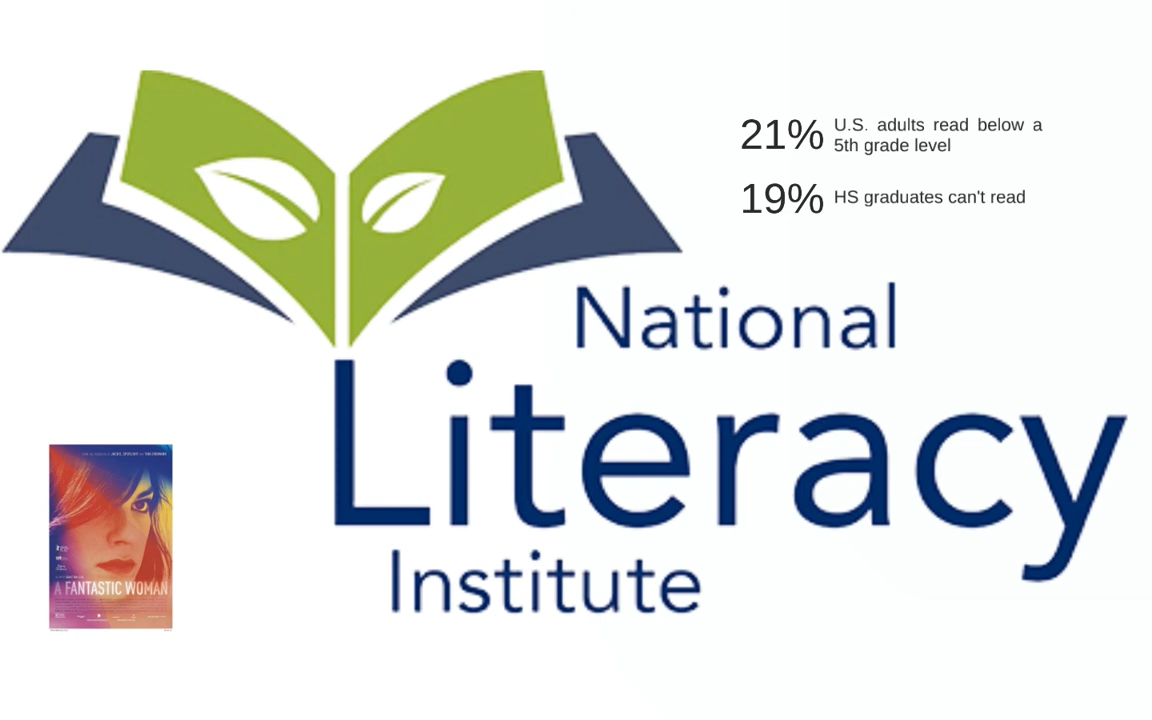 21% U.S. adults read below a
5th grade level
19% HS graduates can't read
National
Literacy
Institute
A FANTASTIC WOMAN